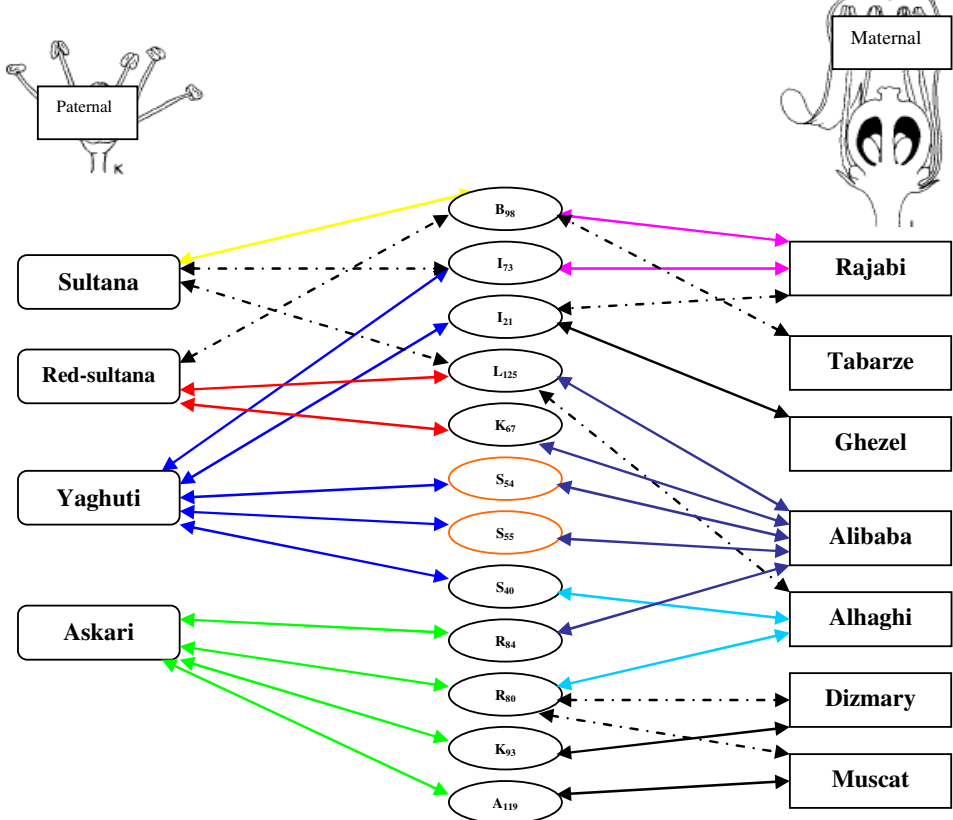 Maternal
Paternal
K
Sultana
Red-sultana
Yaghuti
Askari
B98
I73
I21
L125
K67
S54
S55
S40
R84
R80
K93
A119
Rajabi
Tabarze
Ghezel
Alibaba
Alhaghi
Dizmary
Muscat